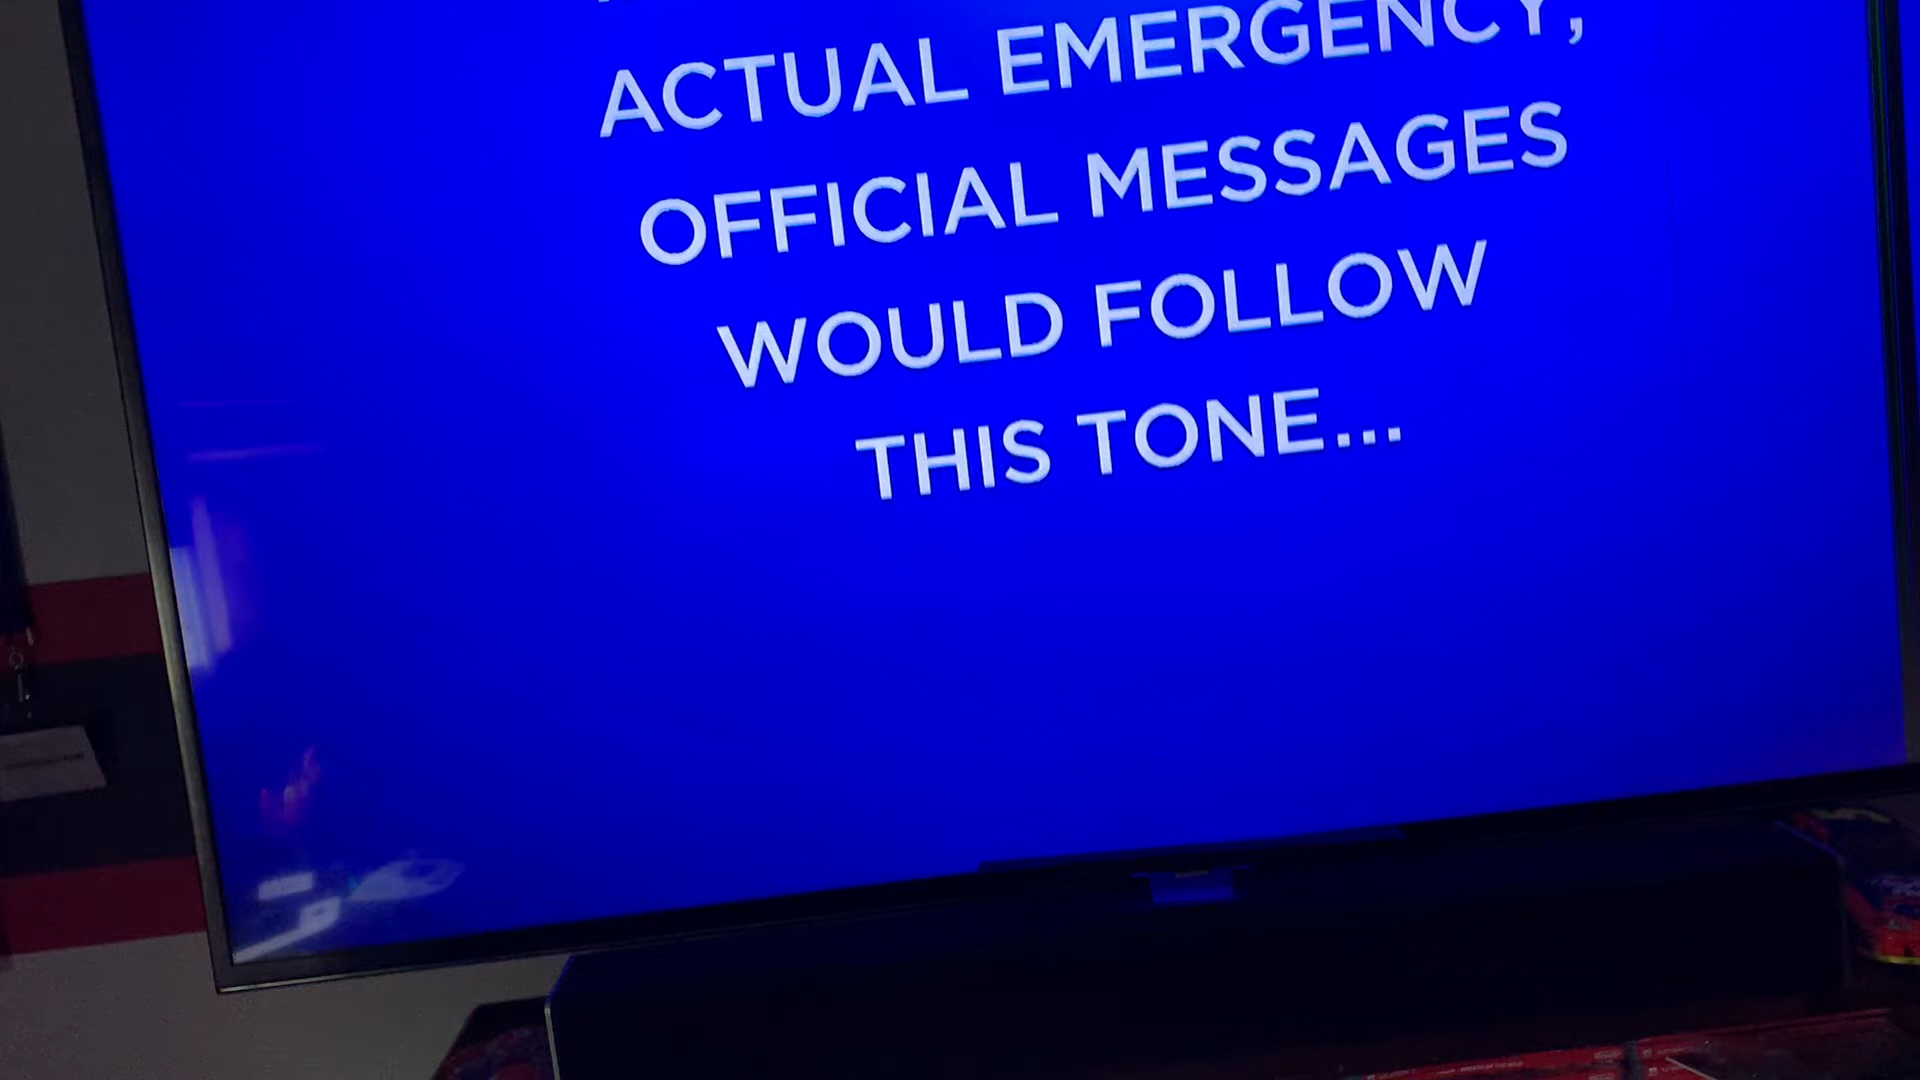 ACTUAL EMERGENCY,
OFFICIAL MESSAGES
WOULD FOLLOW
THIS TONE...